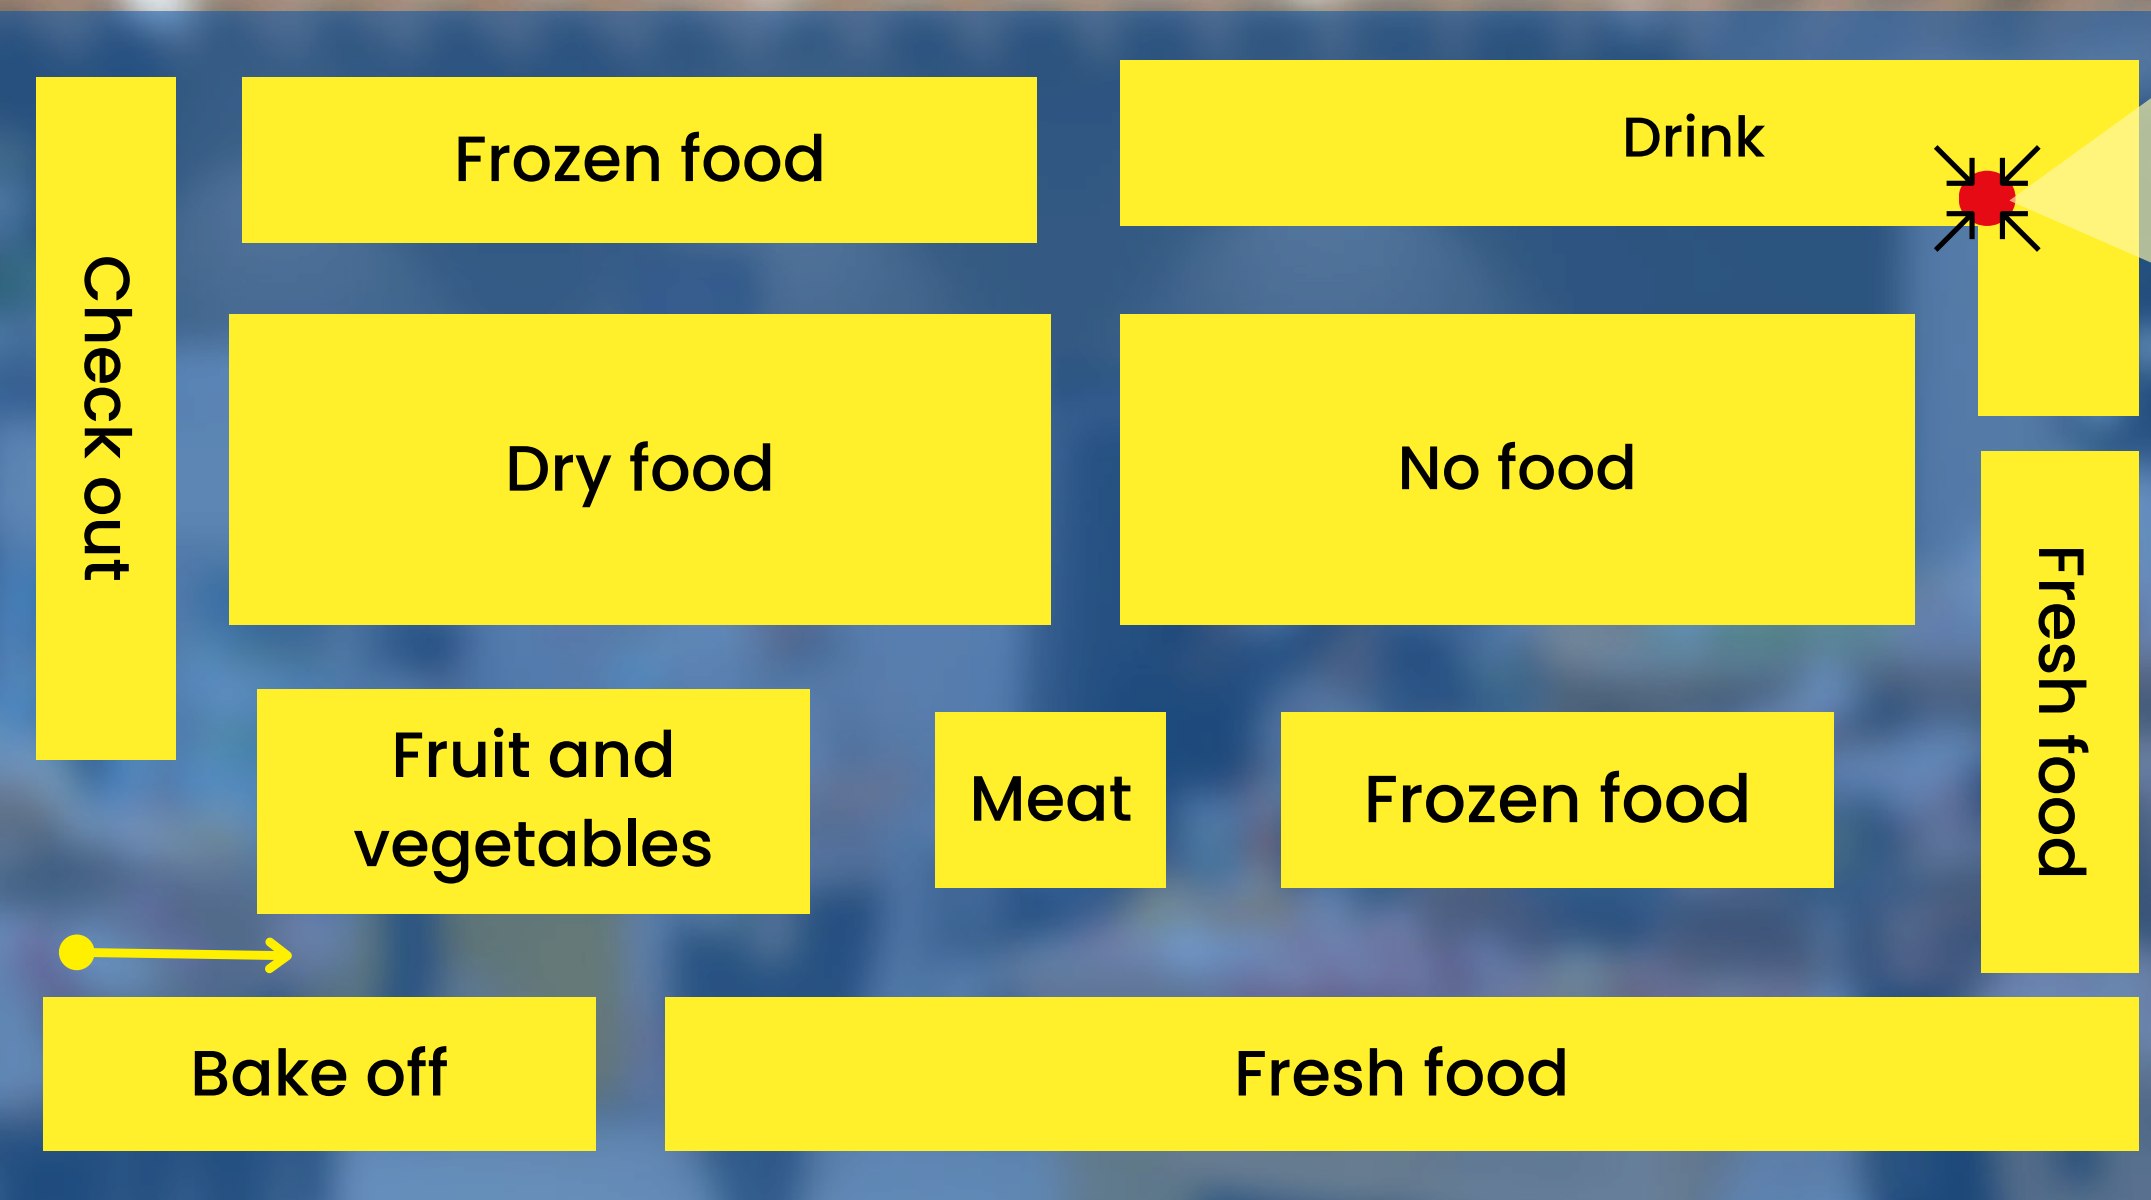 Frozen food
Drink
Check out
Dry food
No food
Fresh food
Fruit and
vegetables
Meat
Frozen food
Bake off
Fresh food